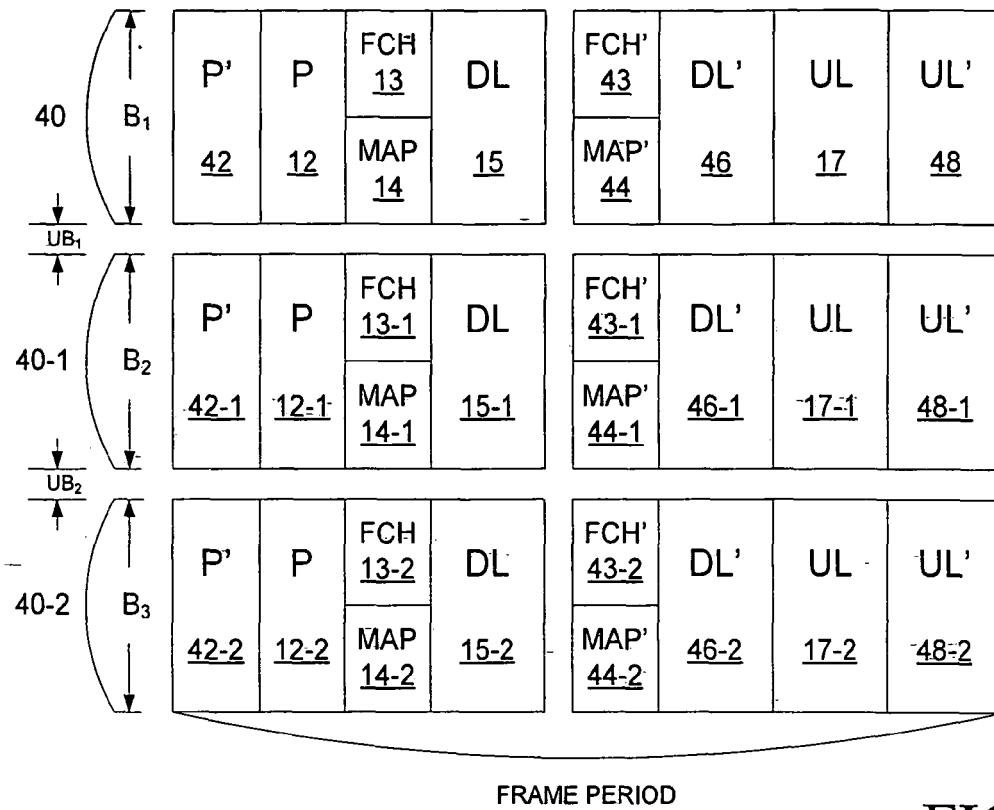 FCH FCH'
P' P 13 DL 43 DL' UL UL'
40 B₁
MAP MAP'
42 12 14 15 44 46 17 48
UB₁
FCH FCH'
P' P 13-1 DL 43-1 DL' UL UL'
40-1 B₂
MAP MAP'
42-1 12-1 14-1 15-1 44-1 46-1 17-1 48-1
UB₂
FCH FCH'
P' P 13-2 DL 43-2 DL' UL UL'
40-2 B₃
MAP MAP'
42-2 12-2 14-2 15-2 44-2 46-2 17-2 48-2
FRAME PERIOD